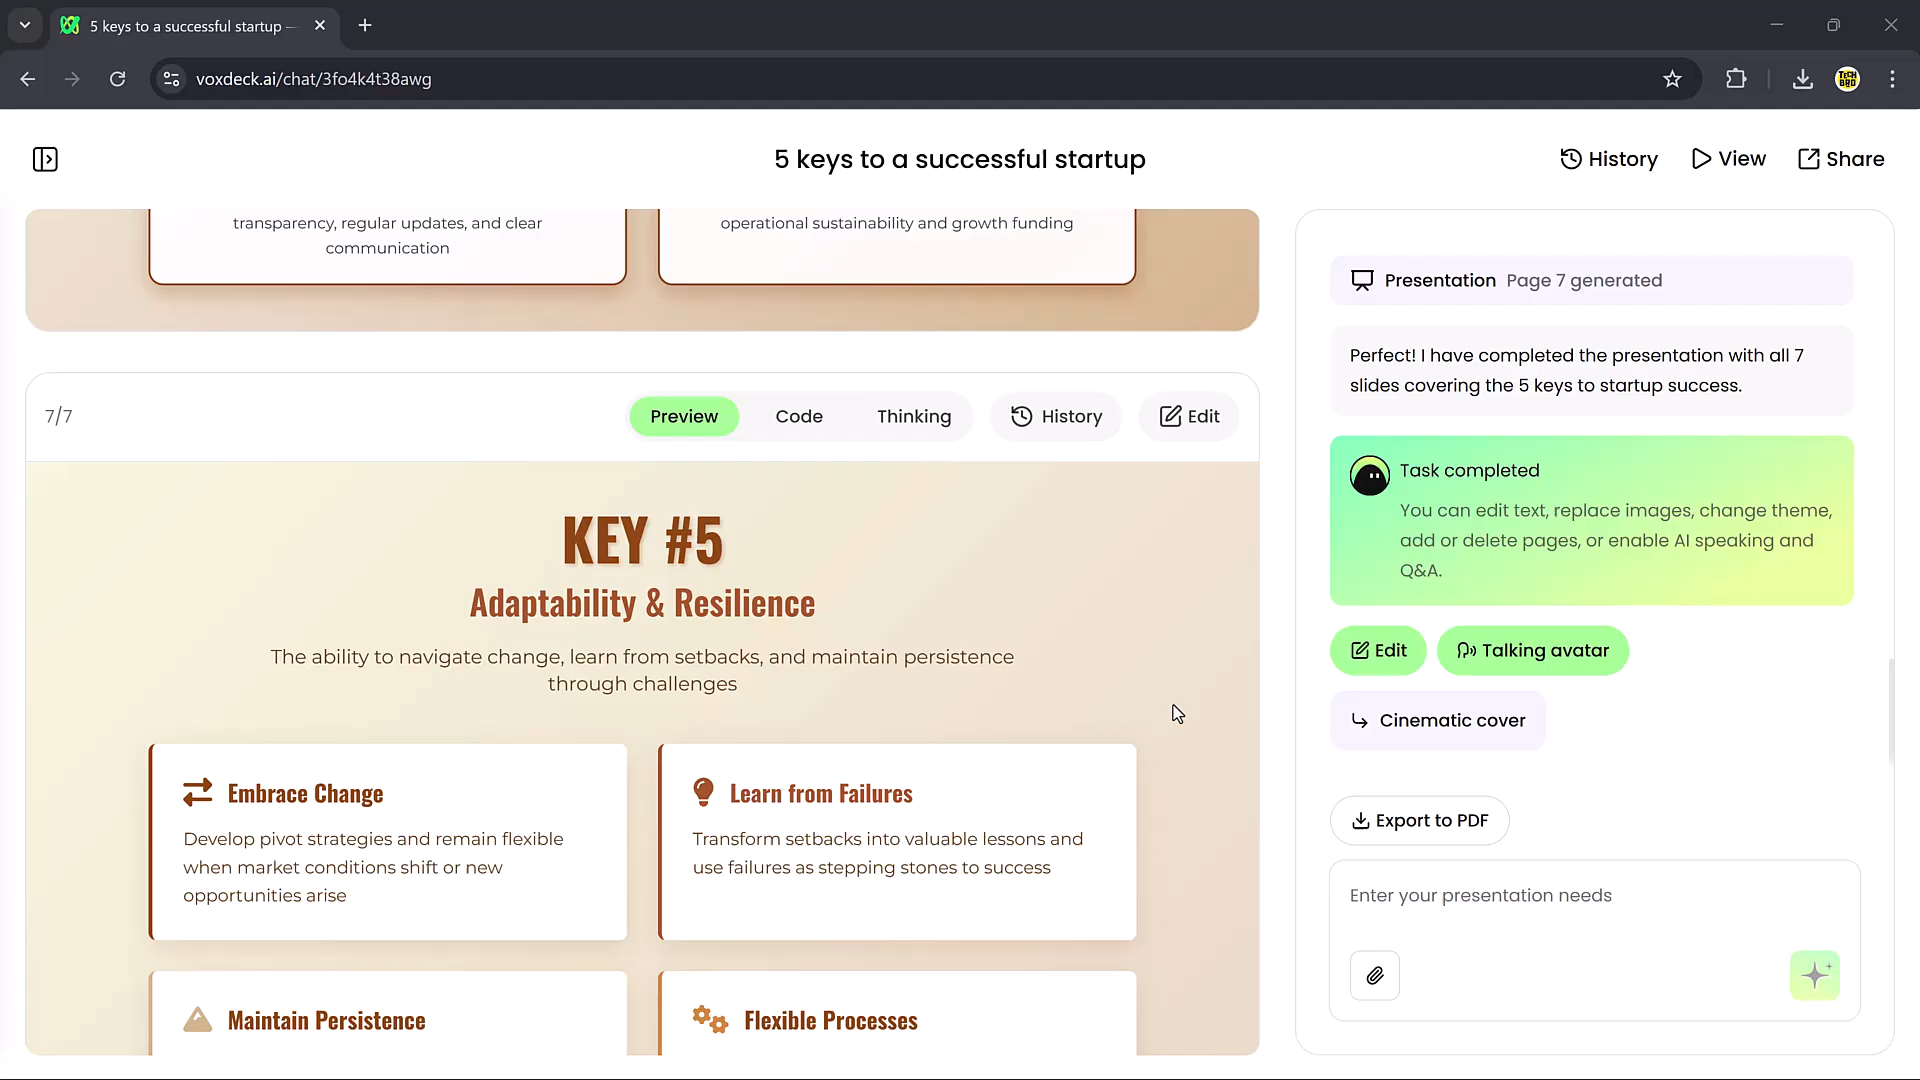 5 keys to a successful startup —
voxdeck.ai/chat/3fo4k4t38awg
TECH
BRO
5 keys to a successful startup
History
View
Share
transparency, regular updates, and clear
communication
operational sustainability and growth funding
7/7
Preview
Code
Thinking
History
Edit
KEY #5
Adaptability & Resilience
The ability to navigate change, learn from setbacks, and maintain persistence
through challenges
Embrace Change
Develop pivot strategies and remain flexible
when market conditions shift or new
opportunities arise
Learn from Failures
Transform setbacks into valuable lessons and
use failures as stepping stones to success
Maintain Persistence
Flexible Processes
Presentation Page 7 generated
Perfect! I have completed the presentation with all 7
slides covering the 5 keys to startup success.
Task completed
You can edit text, replace images, change theme,
add or delete pages, or enable AI speaking and
Q&A.
Edit
Talking avatar
Cinematic cover
Export to PDF
Enter your presentation needs